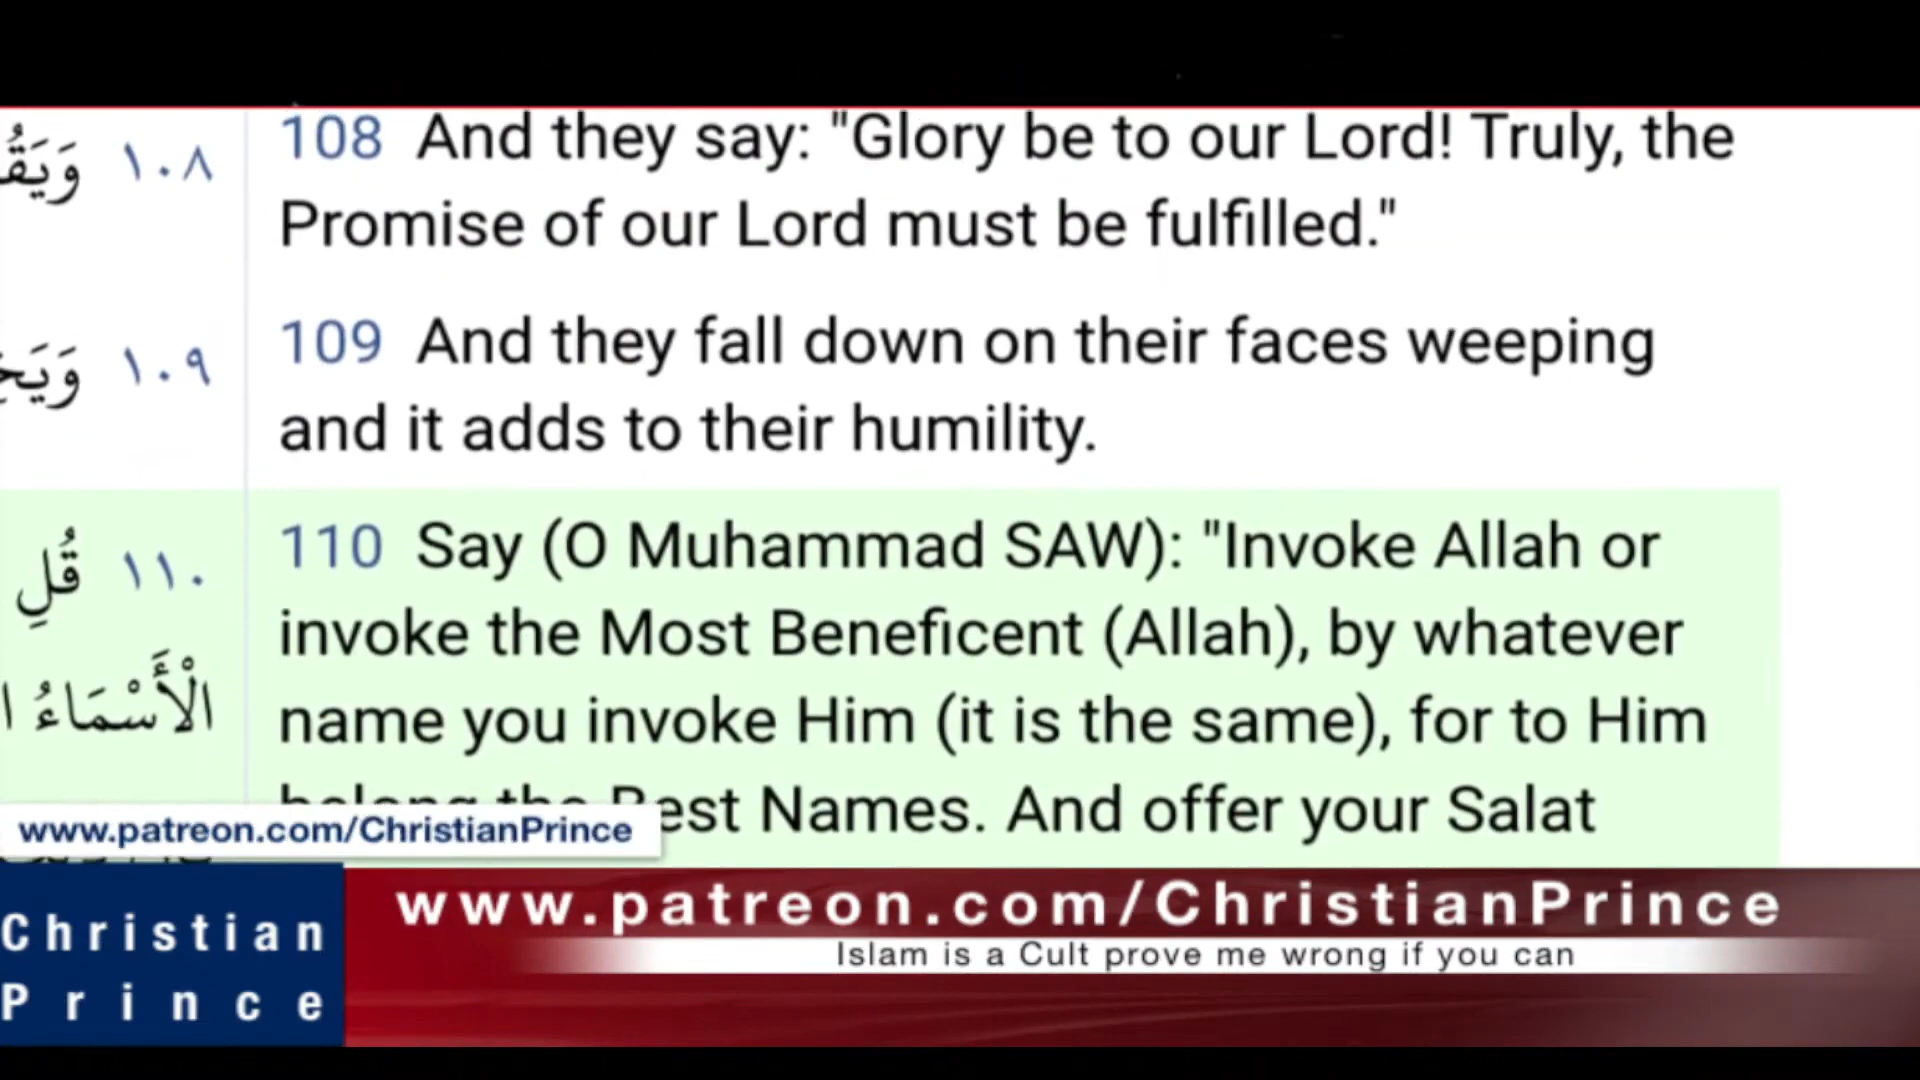 108 And they say: "Glory be to our Lord! Truly, the
Promise of our Lord must be fulfilled."
١٠٨
109 And they fall down on their faces weeping
and it adds to their humility.
١٠٩
110 Say (O Muhammad SAW): "Invoke Allah or
invoke the Most Beneficent (Allah), by whatever
name you invoke Him (it is the same), for to Him
belong the Best Names. And offer your Salat
١١٠ قُلِ
الْأَسْمَاءُ
www.patreon.com/ChristianPrince
Christian
Prince
www.patreon.com/ChristianPrince
Islam is a Cult prove me wrong if you can